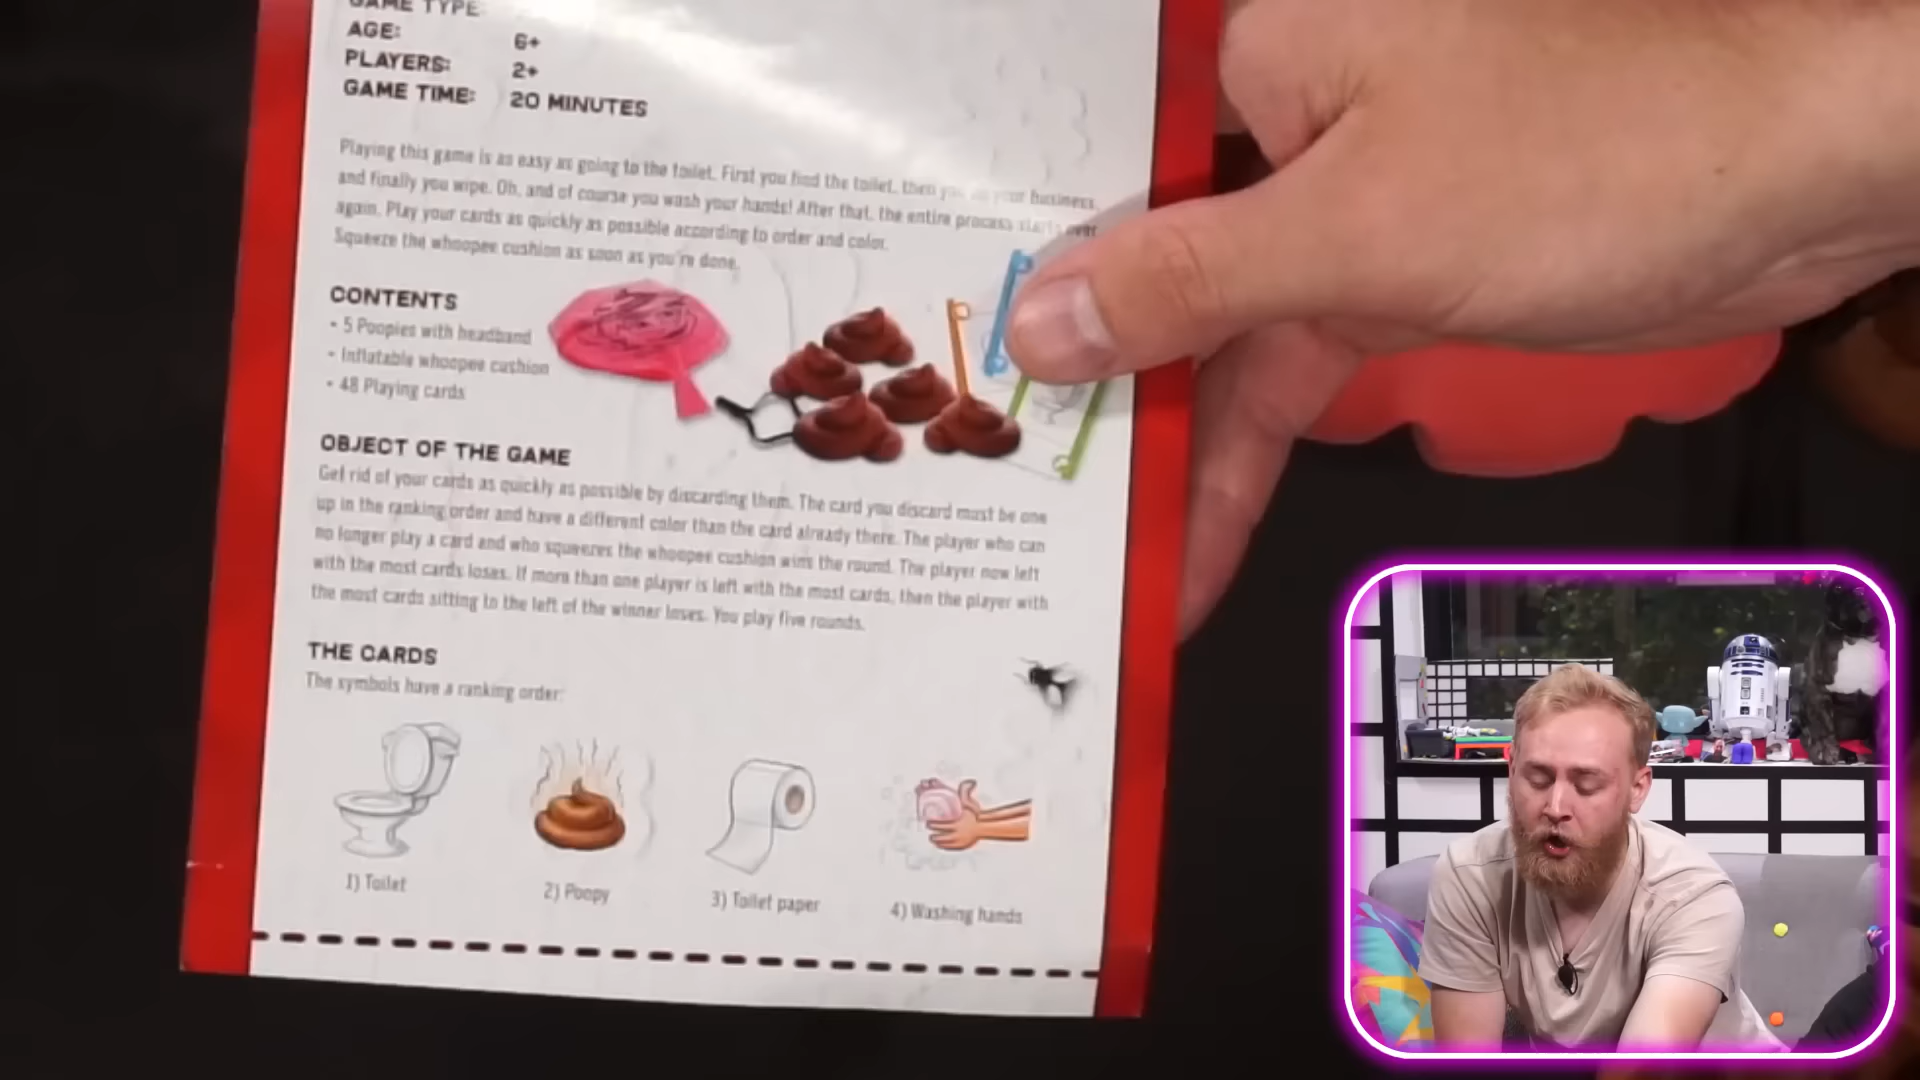 GAME TYPE:
AGE: 6+
PLAYERS: 2+
GAME TIME: 20 MINUTES
Playing this game is as easy as going to the toilet. First you find the toilet, then you do your business,
and finally you wipe. Oh, and of course you wash your hands! After that, the entire process starts over
again. Play your cards as quickly as possible according to order and color.
Squeeze the whoopee cushion as soon as you're done.
CONTENTS
• 5 Poopies with headband
• Inflatable whoopee cushion
• 48 Playing cards
OBJECT OF THE GAME
Get rid of your cards as quickly as possible by discarding them. The card you discard must be one
up in the ranking order and have a different color than the card already there. The player who can
no longer play a card and who squeezes the whoopee cushion wins the round. The player now left
with the most cards loses. If more than one player is left with the most cards, then the player with
the most cards sitting to the left of the winner loses. You play five rounds.
THE CARDS
The symbols have a ranking order:
1) Toilet
2) Poopy
3) Toilet paper
4) Washing hands